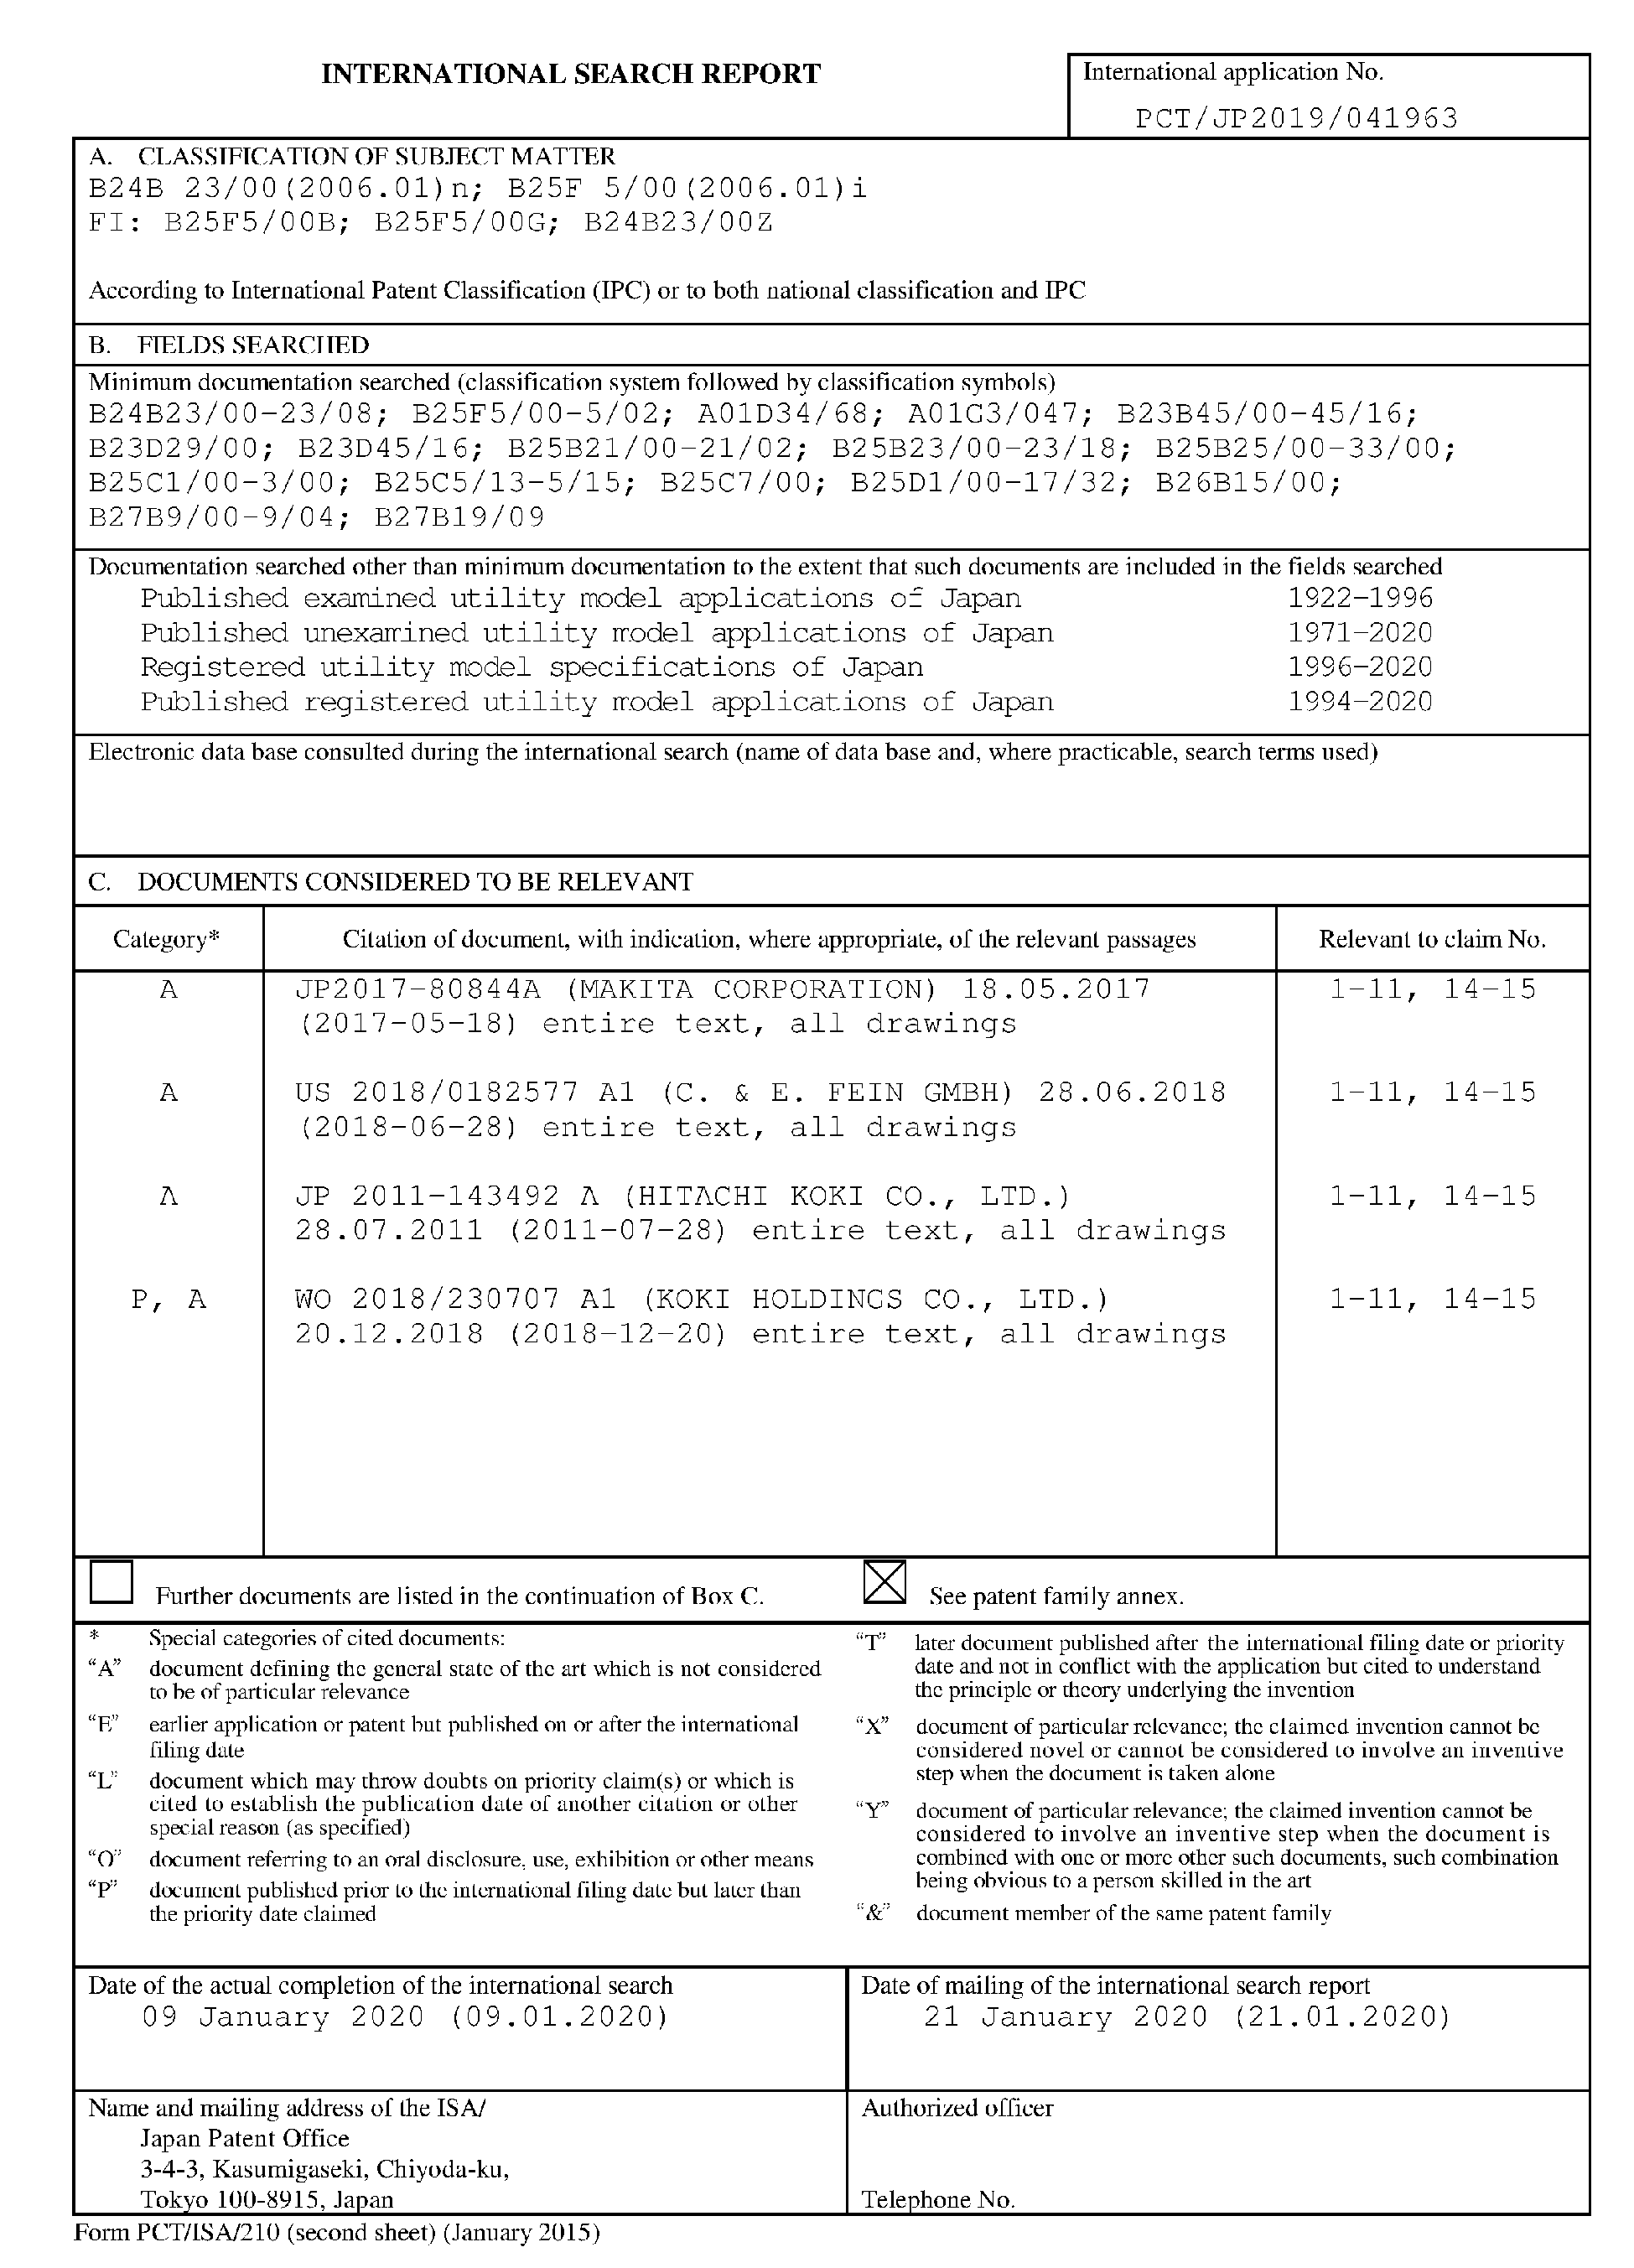 INTERNATIONAL SEARCH REPORT
International application No.
PCT/JP2019/041963
A. CLASSIFICATION OF SUBJECT MATTER
B24B 23/00(2006.01)n; B25F 5/00(2006.01)i
FI: B25F5/00B; B25F5/00G; B24B23/00Z
According to International Patent Classification (IPC) or to both national classification and IPC
B. FIELDS SEARCHED
Minimum documentation searched (classification system followed by classification symbols)
B24B23/00-23/08; B25F5/00-5/02; A01D34/68; A01G3/047; B23B45/00-45/16;
B23D29/00; B23D45/16; B25B21/00-21/02; B25B23/00-23/18; B25B25/00-33/00;
B25C1/00-3/00; B25C5/13-5/15; B25C7/00; B25D1/00-17/32; B26B15/00;
B27B9/00-9/04; B27B19/09
Documentation searched other than minimum documentation to the extent that such documents are included in the fields searched
Published examined utility model applications of Japan 1922-1996
Published unexamined utility model applications of Japan 1971-2020
Registered utility model specifications of Japan 1996-2020
Published registered utility model applications of Japan 1994-2020
Electronic data base consulted during the international search (name of data base and, where practicable, search terms used)
C. DOCUMENTS CONSIDERED TO BE RELEVANT
Category* Citation of document, with indication, where appropriate, of the relevant passages Relevant to claim No.
A JP2017-80844A (MAKITA CORPORATION) 18.05.2017 1-11, 14-15
(2017-05-18) entire text, all drawings
A US 2018/0182577 A1 (C. & E. FEIN GMBH) 28.06.2018 1-11, 14-15
(2018-06-28) entire text, all drawings
A JP 2011-143492 A (HITACHI KOKI CO., LTD.) 1-11, 14-15
28.07.2011 (2011-07-28) entire text, all drawings
P, A WO 2018/230707 A1 (KOKI HOLDINGS CO., LTD.) 1-11, 14-15
20.12.2018 (2018-12-20) entire text, all drawings
Further documents are listed in the continuation of Box C.
See patent family annex.
* Special categories of cited documents:
"A" document defining the general state of the art which is not considered
to be of particular relevance
"E" earlier application or patent but published on or after the international
filing date
"L" document which may throw doubts on priority claim(s) or which is
cited to establish the publication date of another citation or other
special reason (as specified)
"O" document referring to an oral disclosure, use, exhibition or other means
"P" document published prior to the international filing date but later than
the priority date claimed
"T" later document published after the international filing date or priority
date and not in conflict with the application but cited to understand
the principle or theory underlying the invention
"X" document of particular relevance; the claimed invention cannot be
considered novel or cannot be considered to involve an inventive
step when the document is taken alone
"Y" document of particular relevance; the claimed invention cannot be
considered to involve an inventive step when the document is
combined with one or more other such documents, such combination
being obvious to a person skilled in the art
"&" document member of the same patent family
Date of the actual completion of the international search
09 January 2020 (09.01.2020)
Date of mailing of the international search report
21 January 2020 (21.01.2020)
Name and mailing address of the ISA/
Japan Patent Office
3-4-3, Kasumigaseki, Chiyoda-ku,
Tokyo 100-8915, Japan
Authorized officer
Telephone No.
Form PCT/ISA/210 (second sheet) (January 2015)